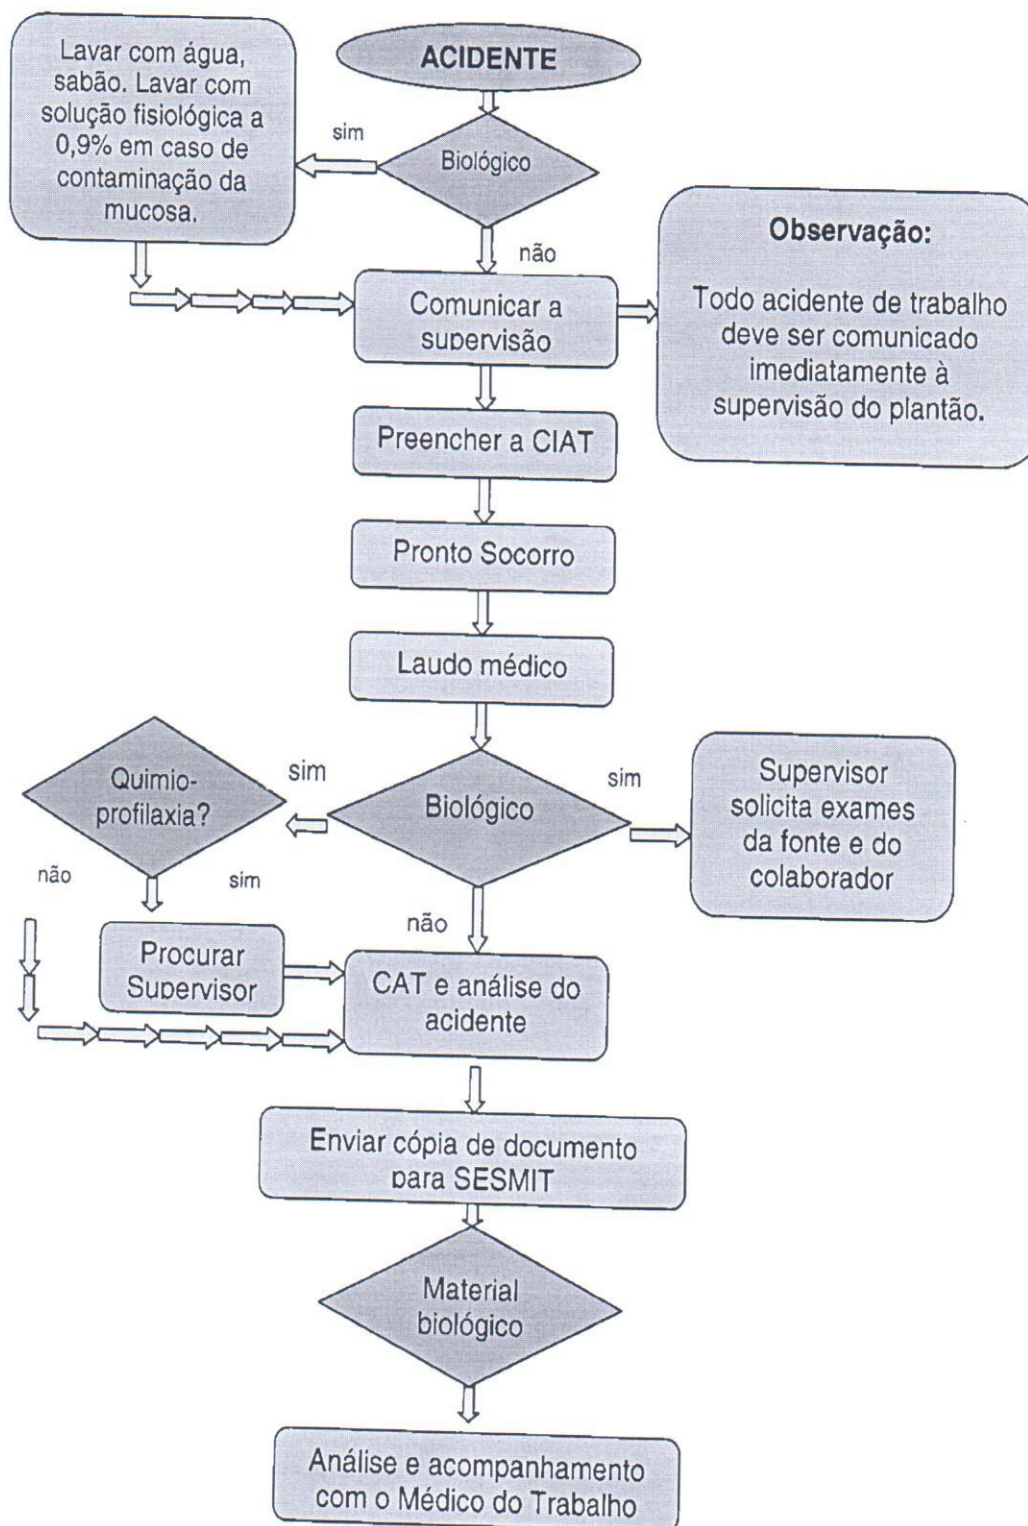 Lavar com água,
sabão. Lavar com
solução fisiológica a
0,9% em caso de
contaminação da
mucosa.
ACIDENTE
sim
Biológico
não
Comunicar a
supervisão
Observação:
Todo acidente de trabalho
deve ser comunicado
imediatamente à
supervisão do plantão.
Preencher a CIAT
Pronto Socorro
Laudo médico
Quimio-
profilaxia?
sim
Biológico
sim
Supervisor
solicita exames
da fonte e do
colaborador
não
sim
não
Procurar
Supervisor
CAT e análise do
acidente
Enviar cópia de documento
para SESMIT
Material
biológico
Análise e acompanhamento
com o Médico do Trabalho